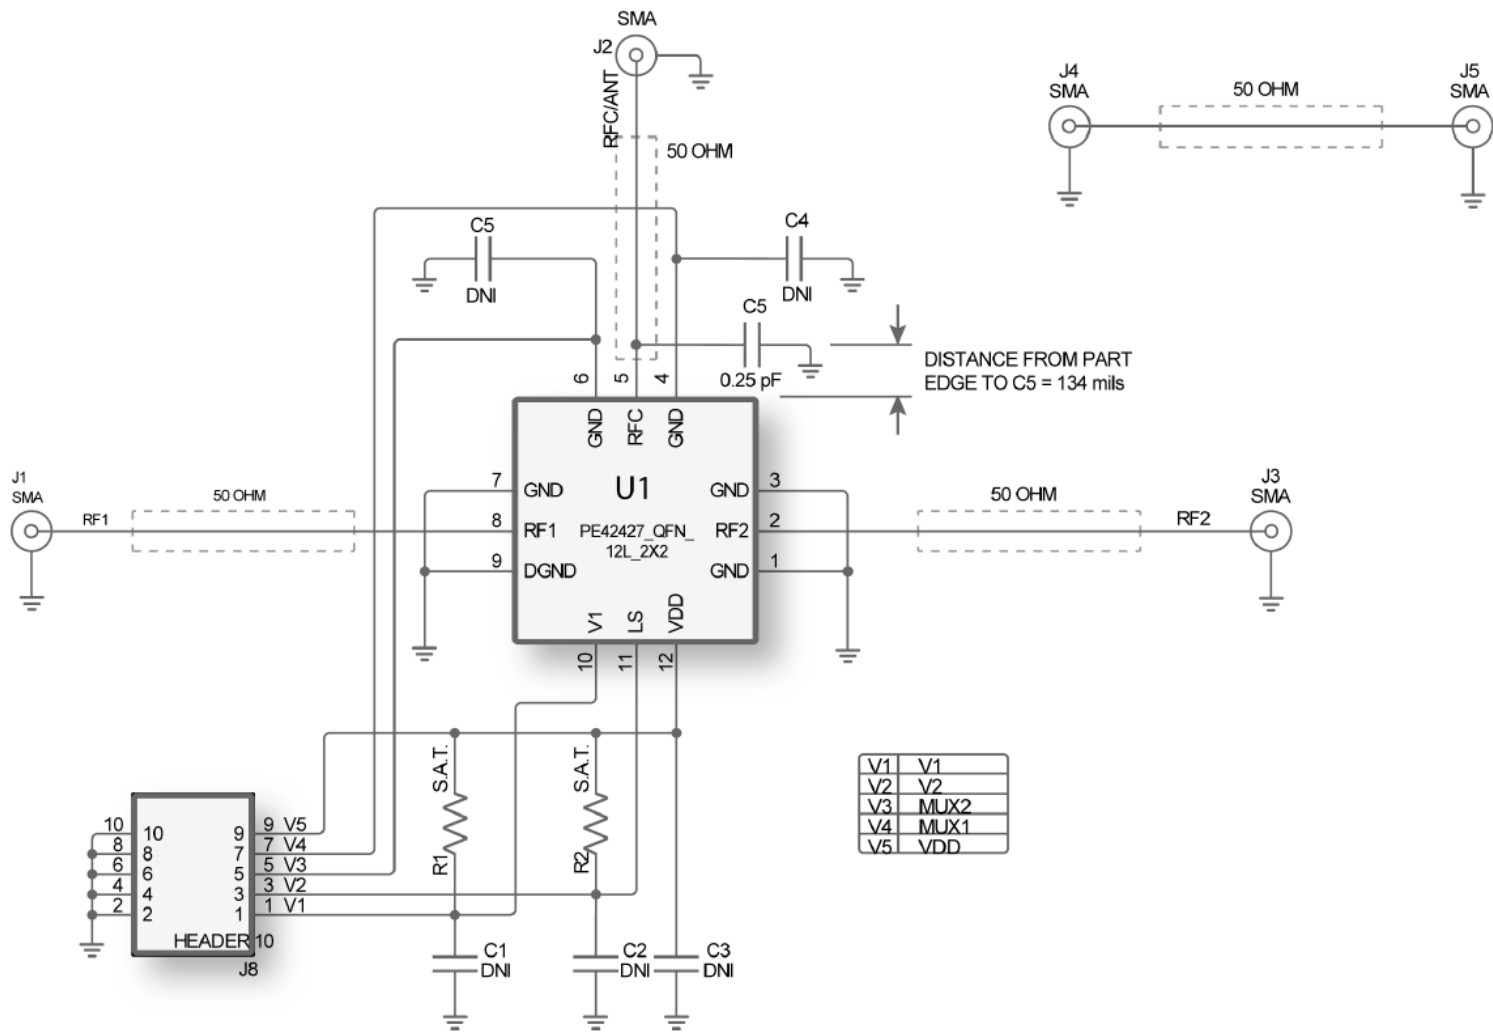 SMA
J2
RFC/ANT
50 OHM
J4
SMA
50 OHM
J5
SMA
C5
DNI
C4
DNI
C5
0.25 pF
DISTANCE FROM PART
EDGE TO C5 = 134 mils
6
5
4
GND
RFC
GND
U1
PE42427_QFN_
12L_2X2
7
GND
8
RF1
9
DGND
GND
3
RF2
2
GND
1
V1
LS
VDD
10
11
12
J1
SMA
RF1
50 OHM
50 OHM
RF2
J3
SMA
S.A.T.
R1
S.A.T.
R2
10 10 9 9 V5
8 8 7 7 V4
6 6 5 5 V3
4 4 3 3 V2
2 2 1 1 V1
HEADER 10
J8
C1
DNI
C2
DNI
C3
DNI
V1 V1
V2 V2
V3 MUX2
V4 MUX1
V5 VDD